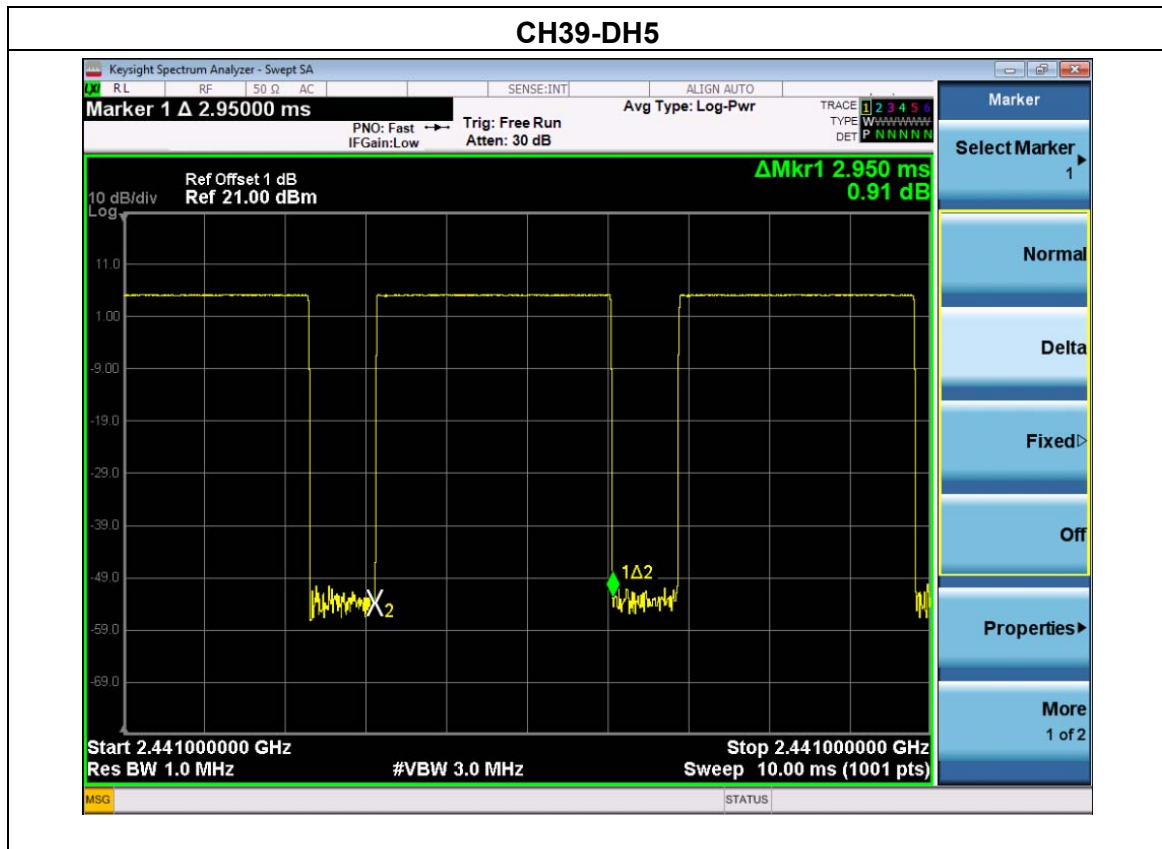 CH39-DH5
Keysight Spectrum Analyzer - Swept SA
LXI RL RF 50 Ω AC SENSE:INT ALIGN AUTO
Marker 1 Δ 2.95000 ms
PNO: Fast
IFGain:Low
Trig: Free Run
Atten: 30 dB
Avg Type: Log-Pwr
TRACE 1 2 3 4 5 6
TYPE WWWWWW
DET P N N N N N
ΔMkr1 2.950 ms
0.91 dB
Ref Offset 1 dB
10 dB/div Ref 21.00 dBm
Log
11.0
1.00
-9.00
-19.0
-29.0
-39.0
-49.0
-59.0
-69.0
1Δ2
X2
Start 2.441000000 GHz Stop 2.441000000 GHz
Res BW 1.0 MHz #VBW 3.0 MHz Sweep 10.00 ms (1001 pts)
MSG STATUS
Marker
Select Marker
1
Normal
Delta
Fixed
Off
Properties
More
1 of 2